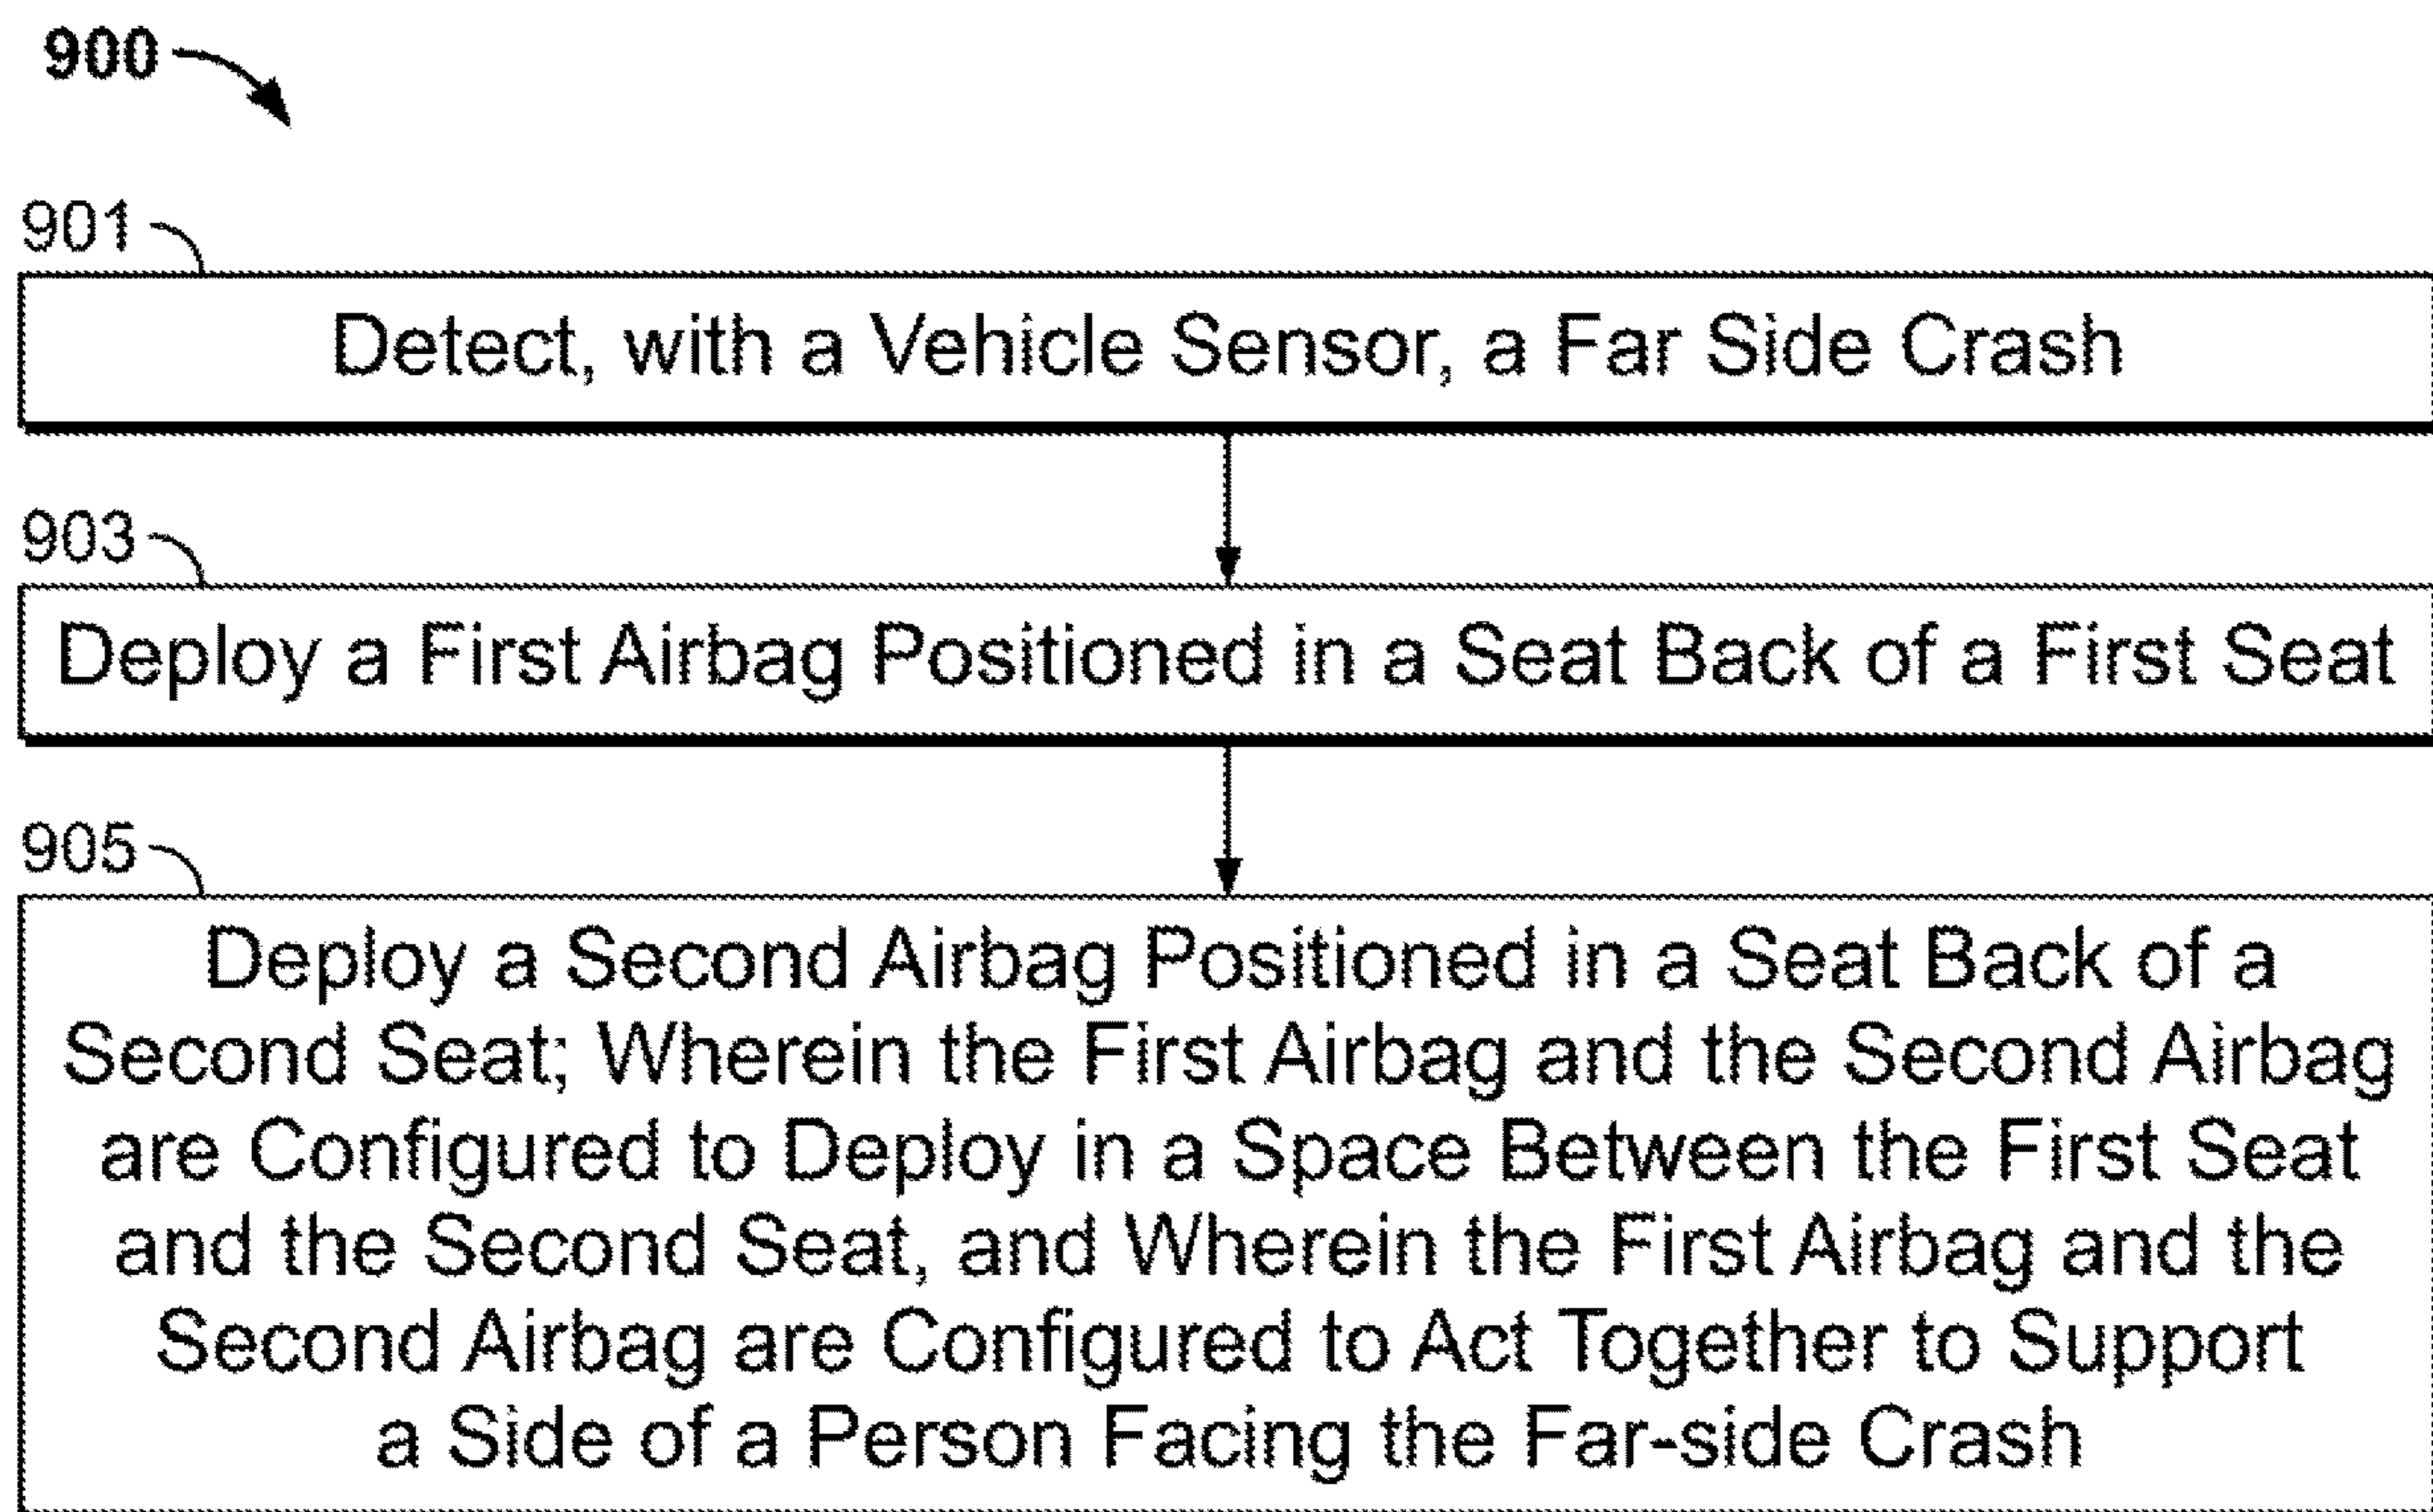 900
901
Detect, with a Vehicle Sensor, a Far Side Crash
903
Deploy a First Airbag Positioned in a Seat Back of a First Seat
905
Deploy a Second Airbag Positioned in a Seat Back of a
Second Seat; Wherein the First Airbag and the Second Airbag
are Configured to Deploy in a Space Between the First Seat
and the Second Seat, and Wherein the First Airbag and the
Second Airbag are Configured to Act Together to Support
a Side of a Person Facing the Far-side Crash